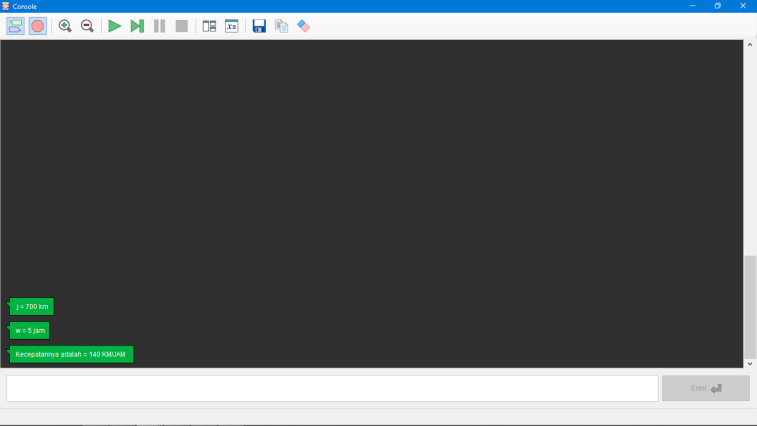 Console
x=
j = 700 km
w = 5 jam
Kecepatannya adalah = 140 KM/JAM
Enter